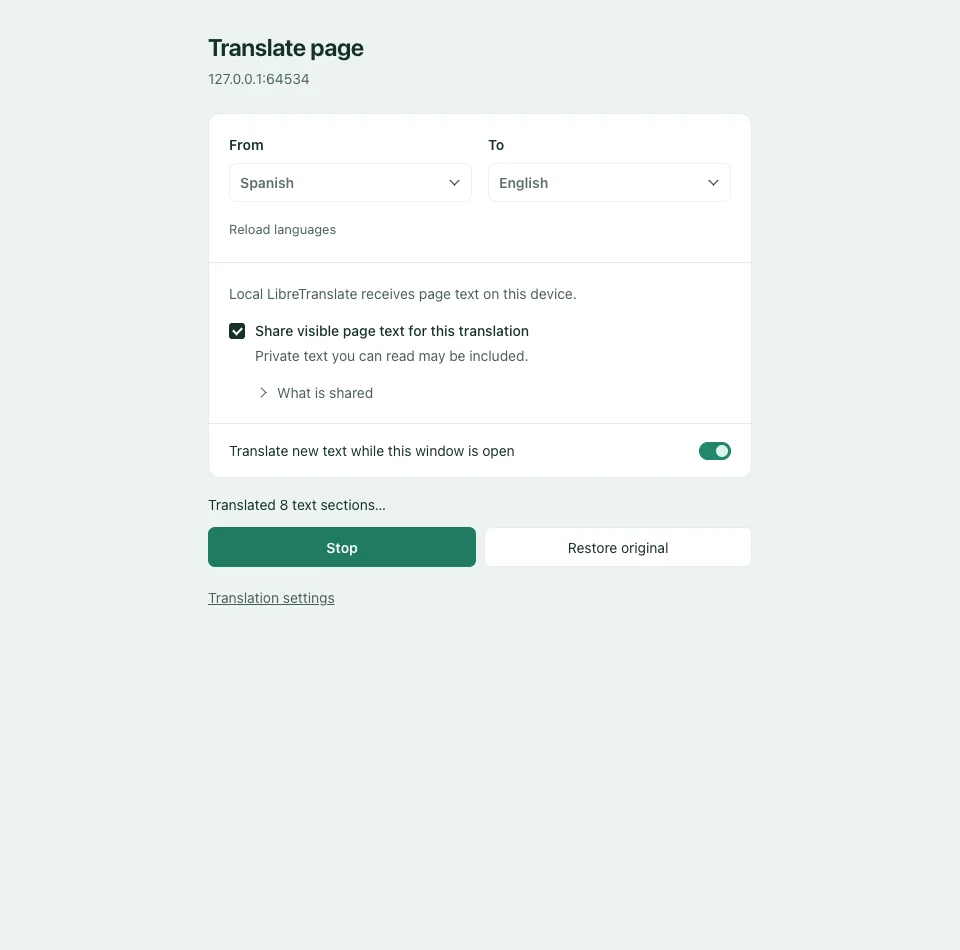 Translate page
127.0.0.1:64534
From
To
Spanish
English
Reload languages
Local LibreTranslate receives page text on this device.
Share visible page text for this translation
Private text you can read may be included.
What is shared
Translate new text while this window is open
Translated 8 text sections…
Stop
Restore original
Translation settings